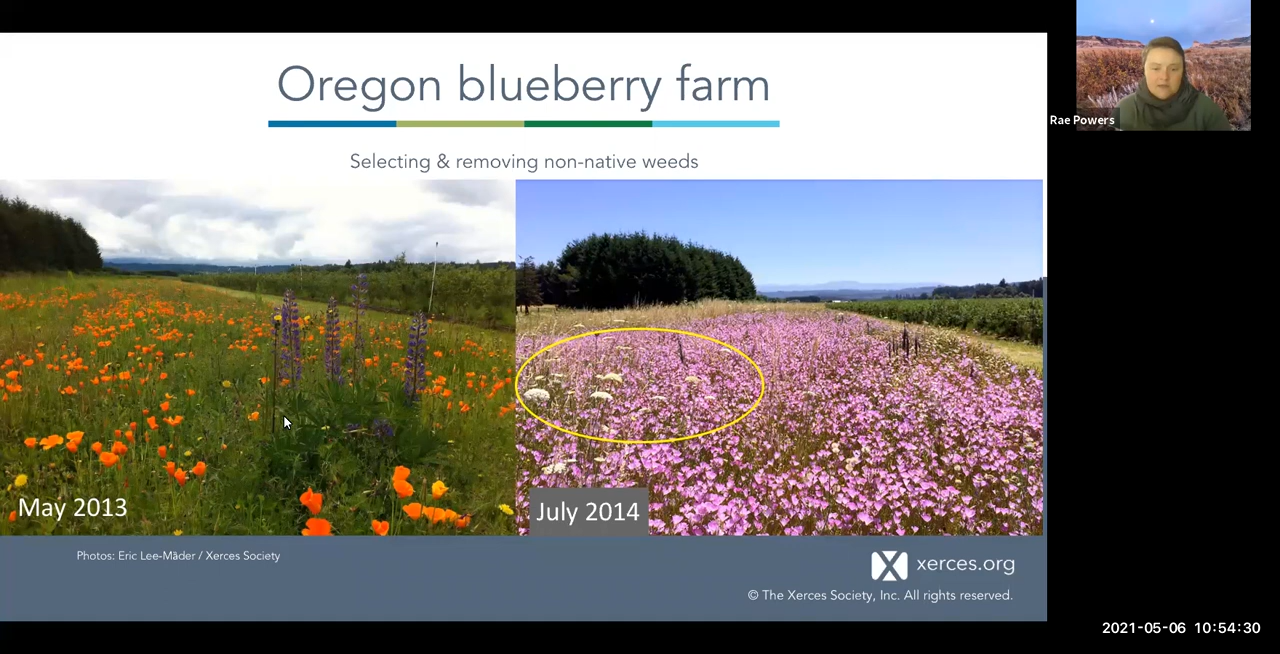 Oregon blueberry farm
Selecting & removing non-native weeds
May 2013
July 2014
Photos: Eric Lee-Mäder / Xerces Society
xerces.org
© The Xerces Society, Inc. All rights reserved.
Rae Powers
2021-05-06 10:54:30